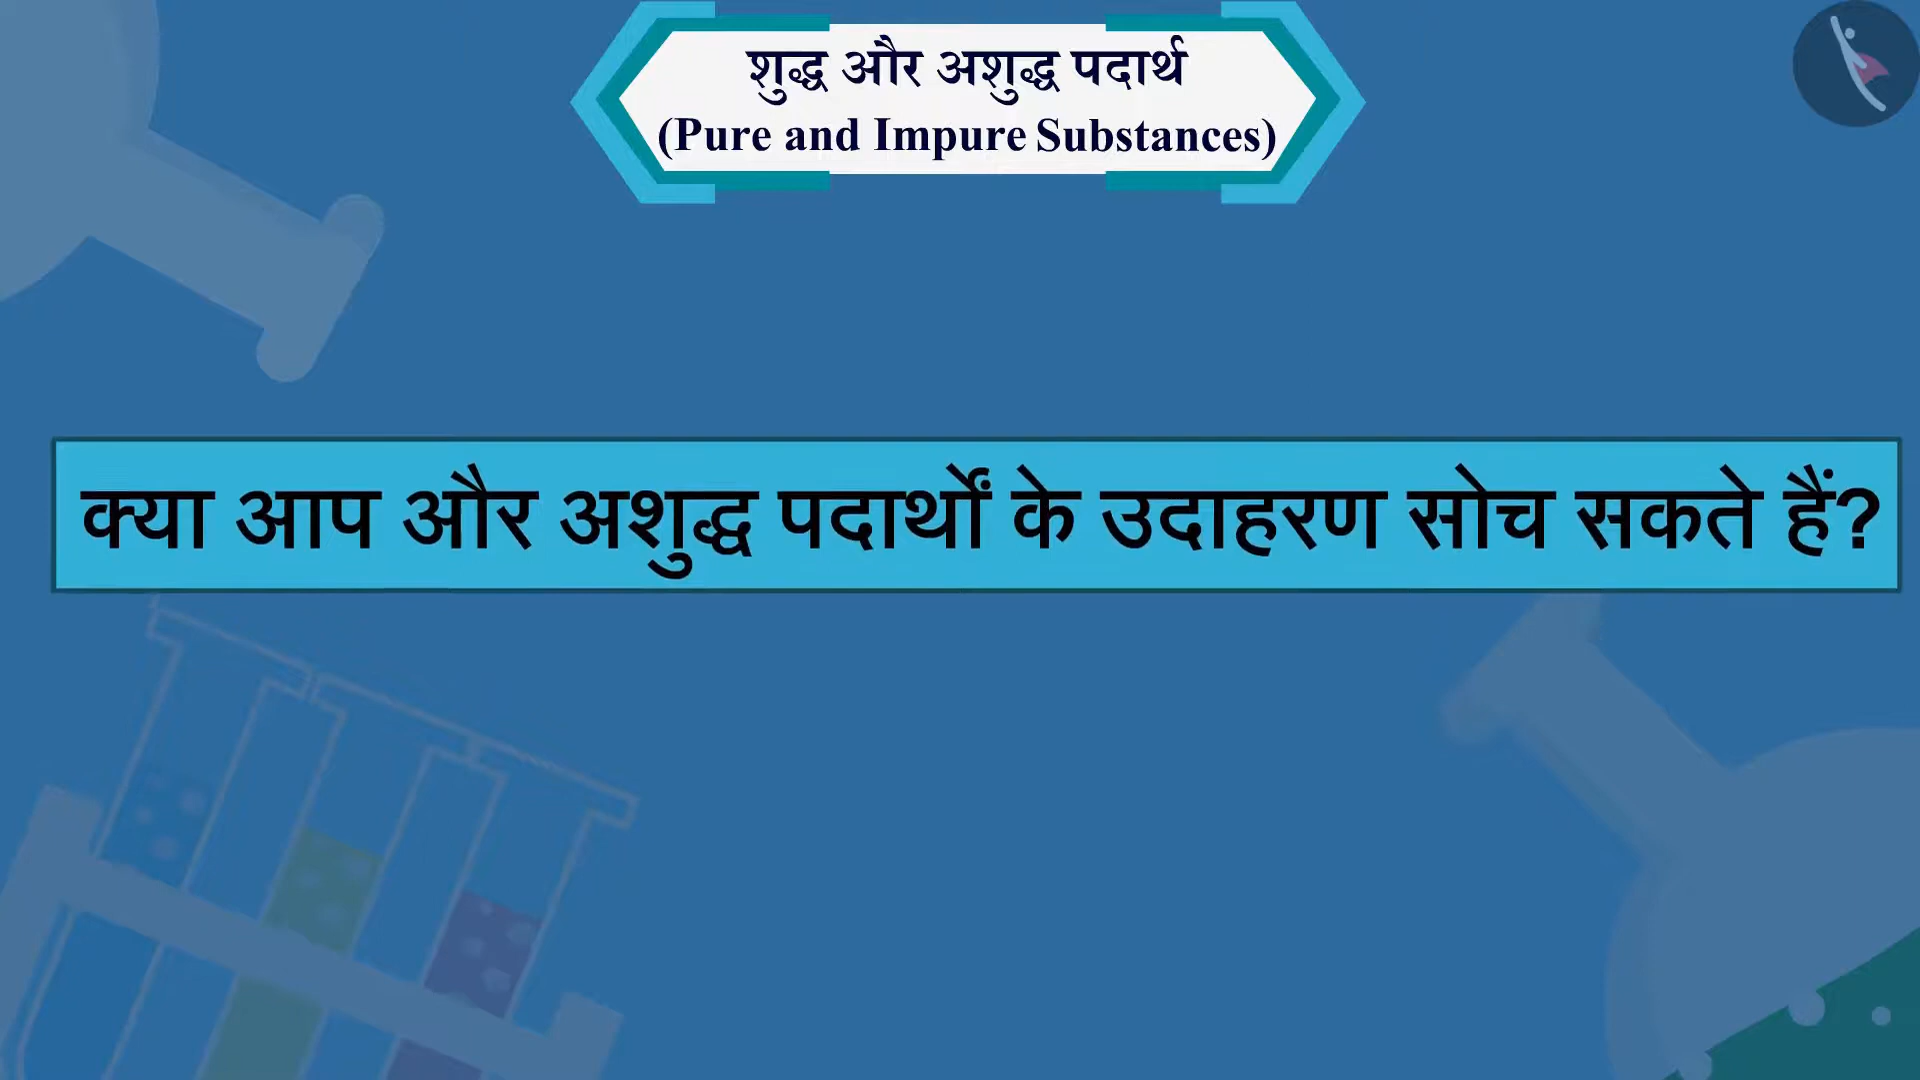 शुद्ध और अशुद्ध पदार्थ
(Pure and Impure Substances)
क्या आप और अशुद्ध पदार्थों के उदाहरण सोच सकते हैं?